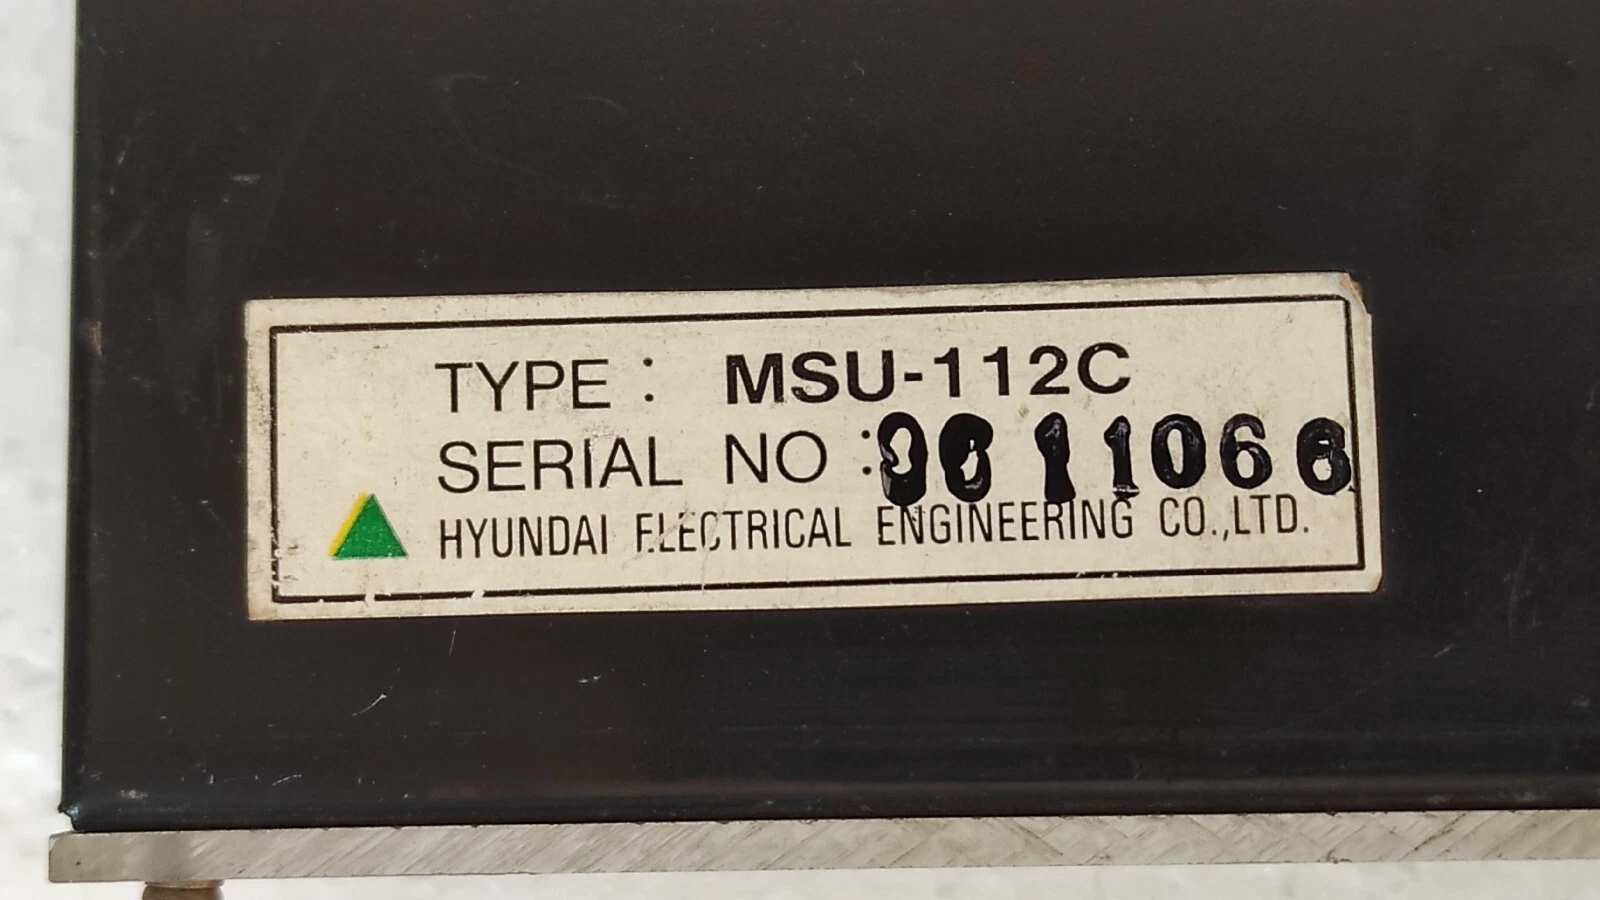 TYPE : MSU-112C
SERIAL NO :
HYUNDAI ELECTRICAL ENGINEERING CO.,LTD.